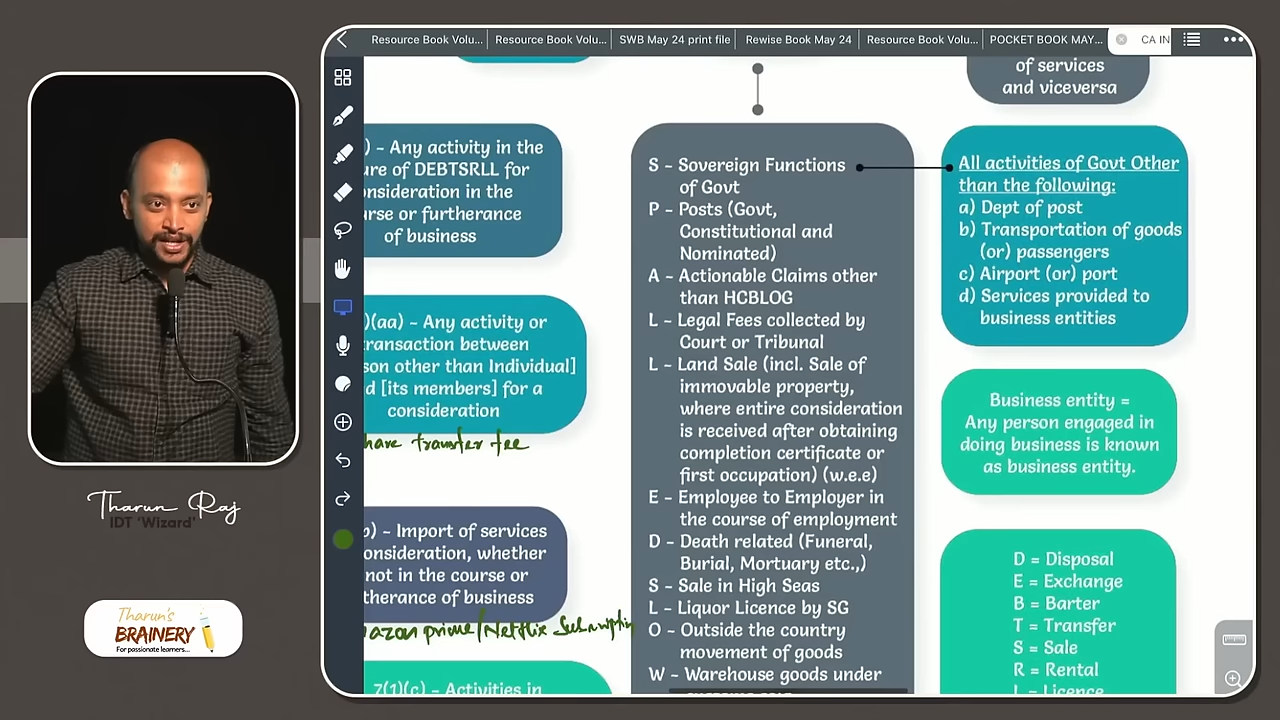 Resource Book Volu...
Resource Book Volu...
SWB May 24 print file
Rewise Book May 24
Resource Book Volu...
POCKET BOOK MAY...
CA IN
of services
and viceversa
) - Any activity in the
ure of DEBTSRLL for
nsideration in the
urse or furtherance
of business
)(aa) - Any activity or
transaction between
son other than Individual]
d [its members] for a
consideration
hare transfer fee
b) - Import of services
onsideration, whether
not in the course or
therance of business
mazon prime/Netflix Subscription
7(1)(c) - Activities in
S - Sovereign Functions
of Govt
P - Posts (Govt,
Constitutional and
Nominated)
A - Actionable Claims other
than HCBLOG
L - Legal Fees collected by
Court or Tribunal
L - Land Sale (incl. Sale of
immovable property,
where entire consideration
is received after obtaining
completion certificate or
first occupation) (w.e.e)
E - Employee to Employer in
the course of employment
D - Death related (Funeral,
Burial, Mortuary etc.,)
S - Sale in High Seas
L - Liquor Licence by SG
O - Outside the country
movement of goods
W - Warehouse goods under
All activities of Govt Other
than the following:
a) Dept of post
b) Transportation of goods
(or) passengers
c) Airport (or) port
d) Services provided to
business entities
Business entity =
Any person engaged in
doing business is known
as business entity.
D = Disposal
E = Exchange
B = Barter
T = Transfer
S = Sale
R = Rental
L = Licence
Tharun Raj
IDT 'Wizard'
Tharun's
BRAINERY
For passionate learners...